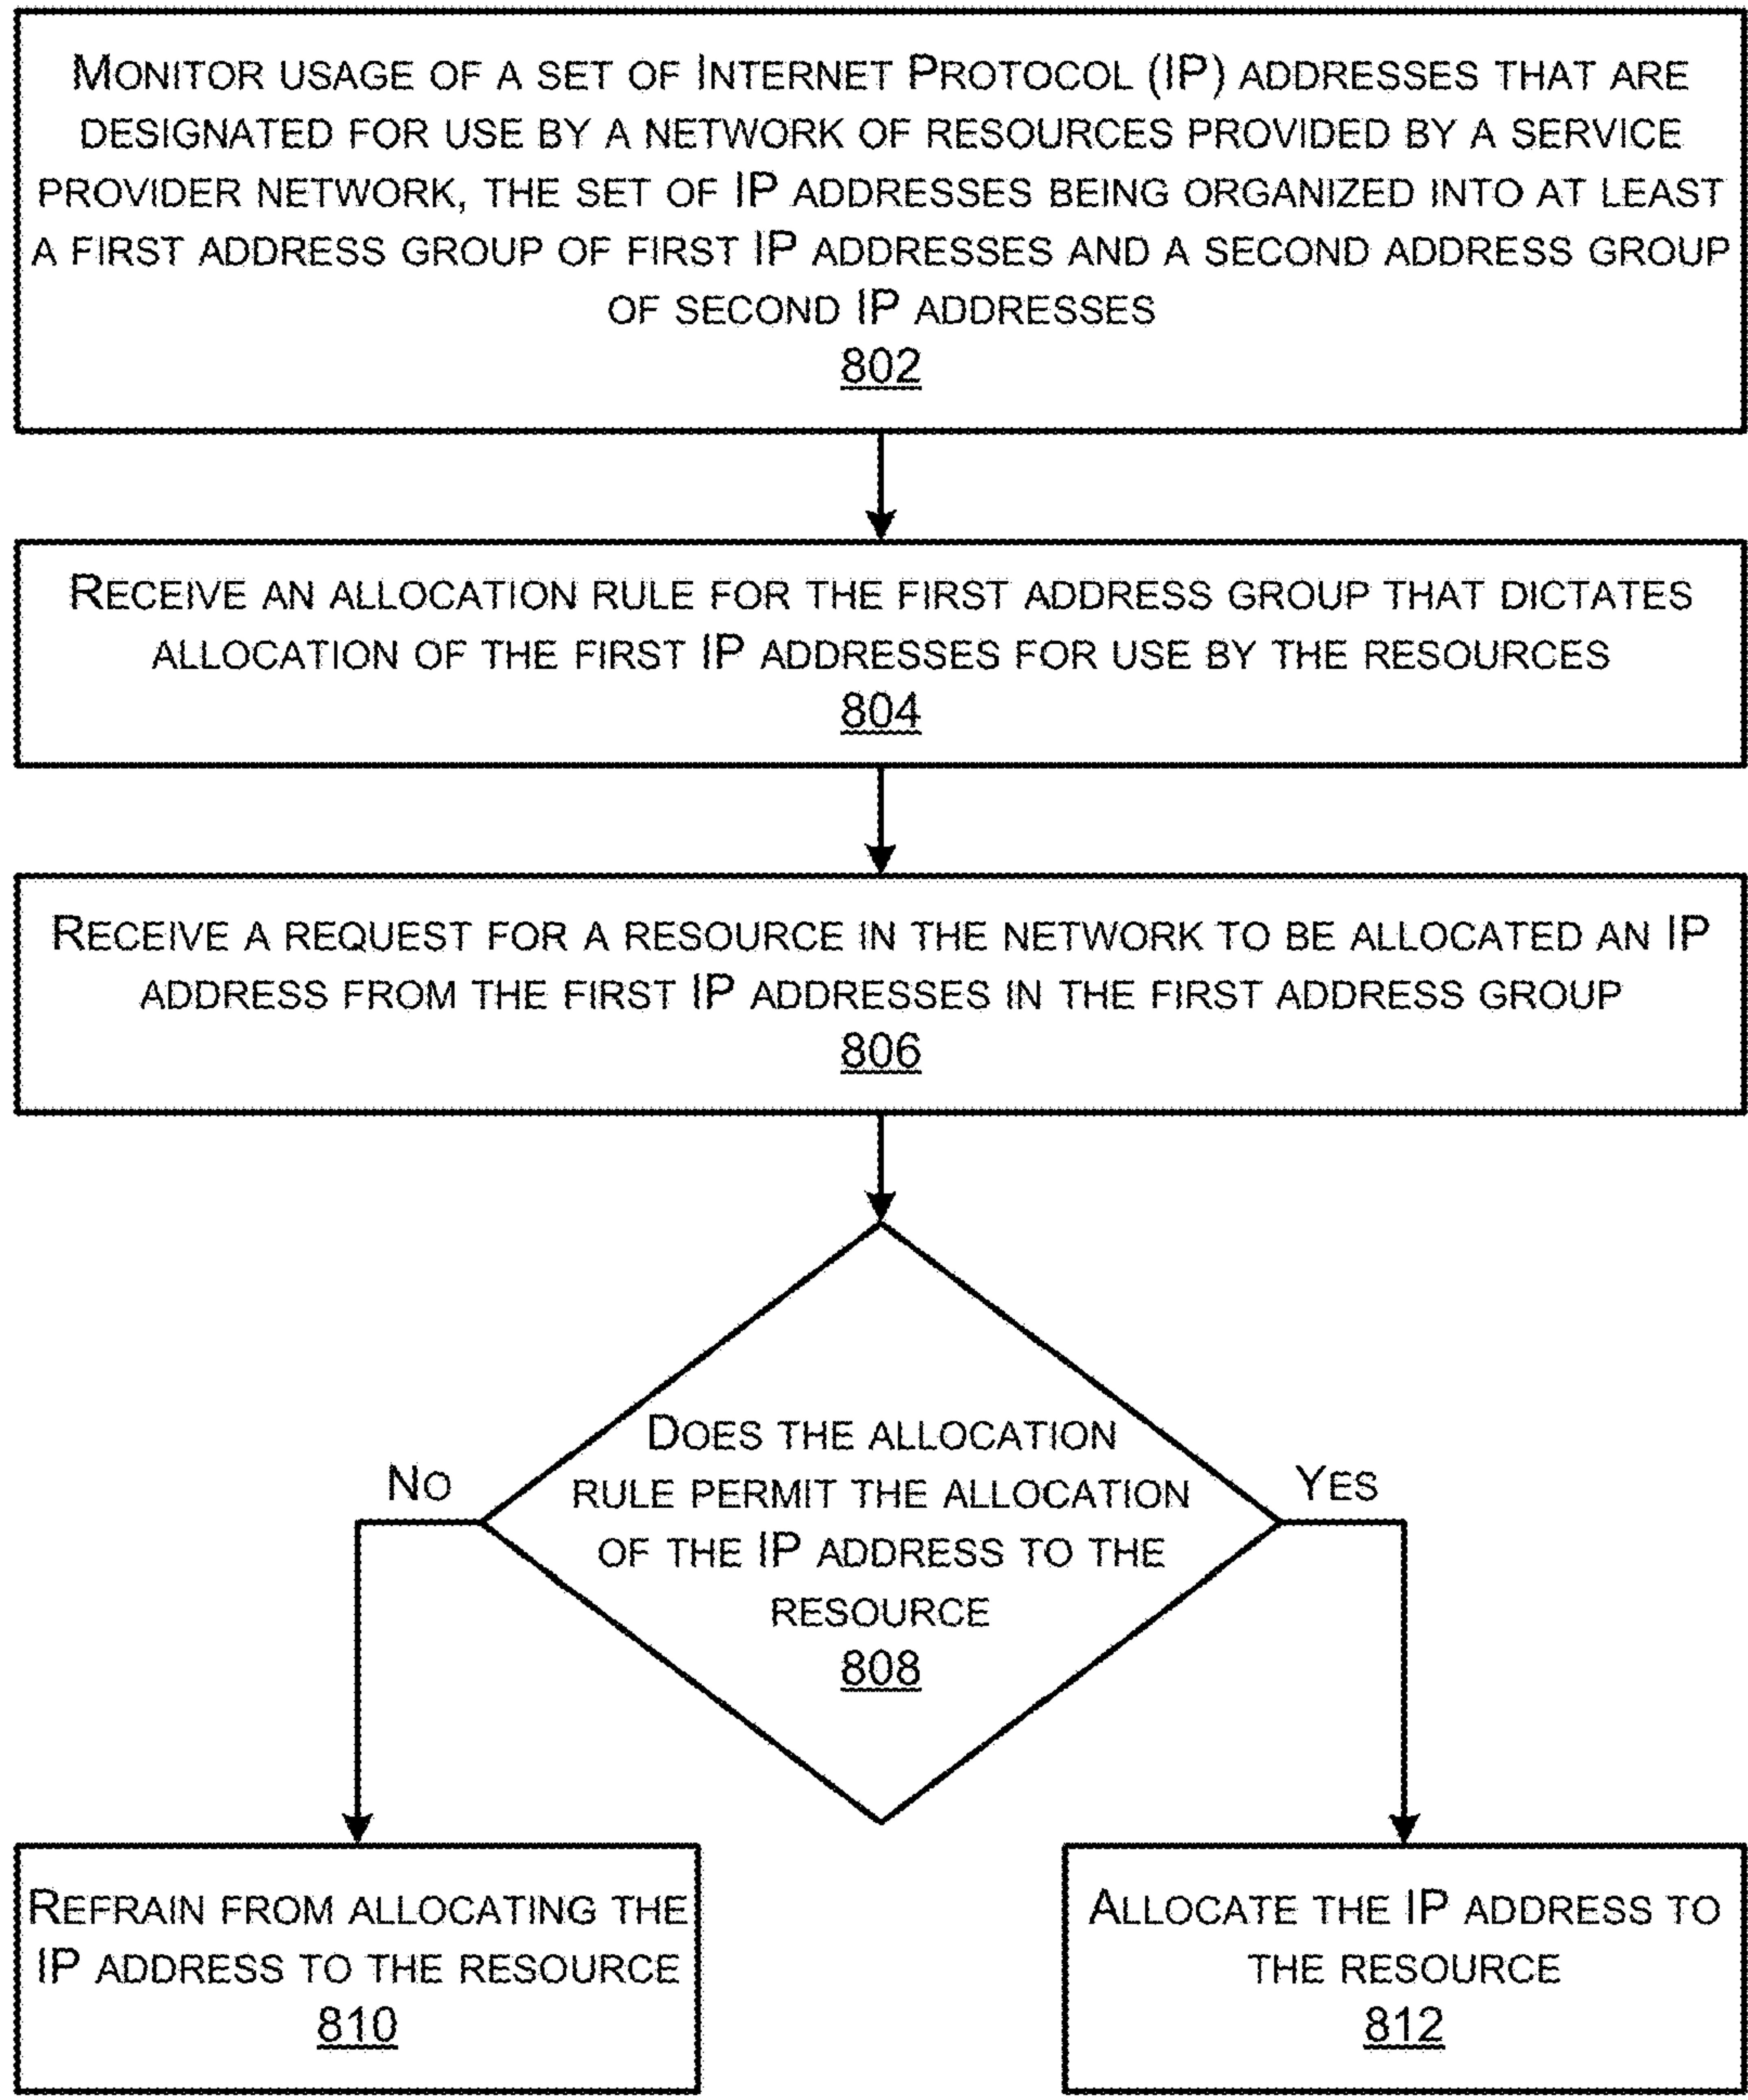 MONITOR USAGE OF A SET OF INTERNET PROTOCOL (IP) ADDRESSES THAT ARE
DESIGNATED FOR USE BY A NETWORK OF RESOURCES PROVIDED BY A SERVICE
PROVIDER NETWORK, THE SET OF IP ADDRESSES BEING ORGANIZED INTO AT LEAST
A FIRST ADDRESS GROUP OF FIRST IP ADDRESSES AND A SECOND ADDRESS GROUP
OF SECOND IP ADDRESSES
802
RECEIVE AN ALLOCATION RULE FOR THE FIRST ADDRESS GROUP THAT DICTATES
ALLOCATION OF THE FIRST IP ADDRESSES FOR USE BY THE RESOURCES
804
RECEIVE A REQUEST FOR A RESOURCE IN THE NETWORK TO BE ALLOCATED AN IP
ADDRESS FROM THE FIRST IP ADDRESSES IN THE FIRST ADDRESS GROUP
806
DOES THE ALLOCATION
RULE PERMIT THE ALLOCATION
OF THE IP ADDRESS TO THE
RESOURCE
808
NO
YES
REFRAIN FROM ALLOCATING THE
IP ADDRESS TO THE RESOURCE
810
ALLOCATE THE IP ADDRESS TO
THE RESOURCE
812